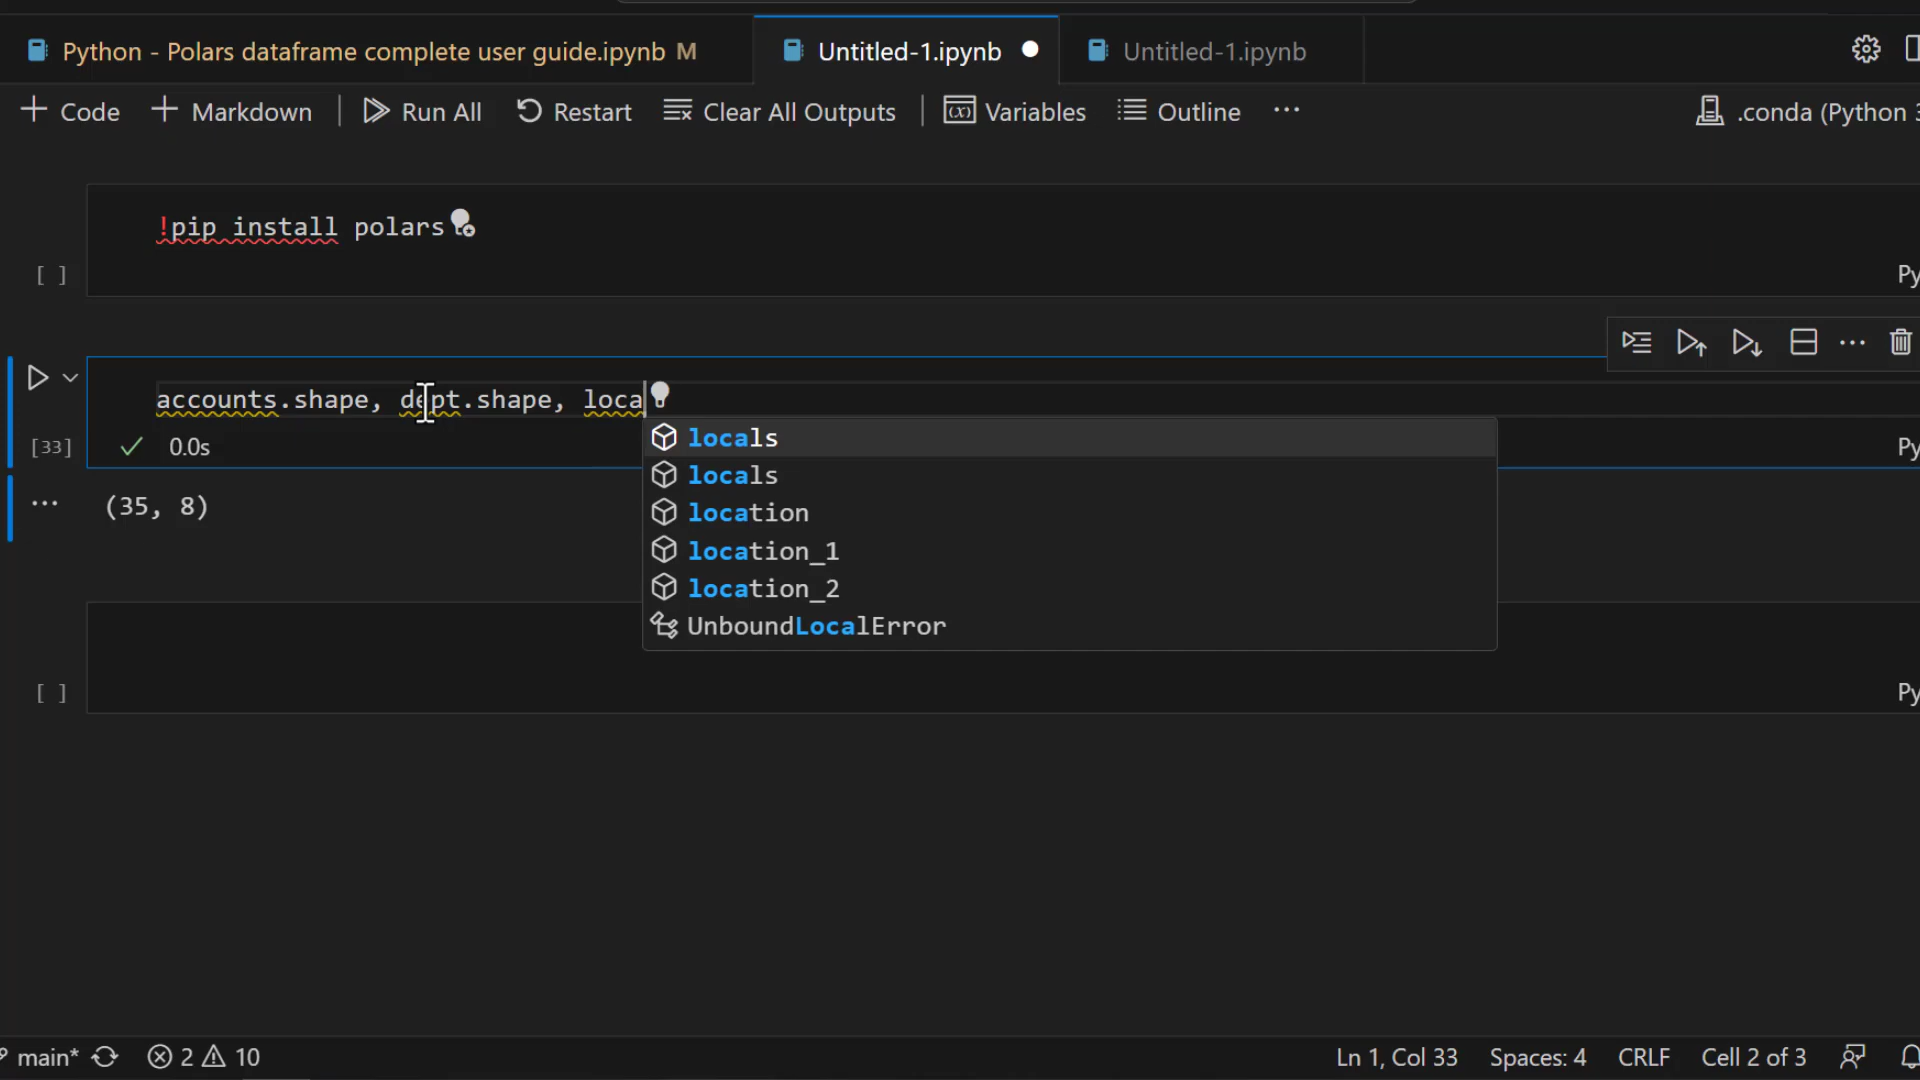 Python - Polars dataframe complete user guide.ipynb M Untitled-1.ipynb Untitled-1.ipynb
Code Markdown Run All Restart Clear All Outputs Variables Outline ... .conda (Python 3
!pip install polars
[ ] Py
accounts.shape, dept.shape, loca
[33] 0.0s Py
locals
locals
location
location_1
location_2
UnboundLocalError
... (35, 8)
[ ] Py
main* 2 10 Ln 1, Col 33 Spaces: 4 CRLF Cell 2 of 3